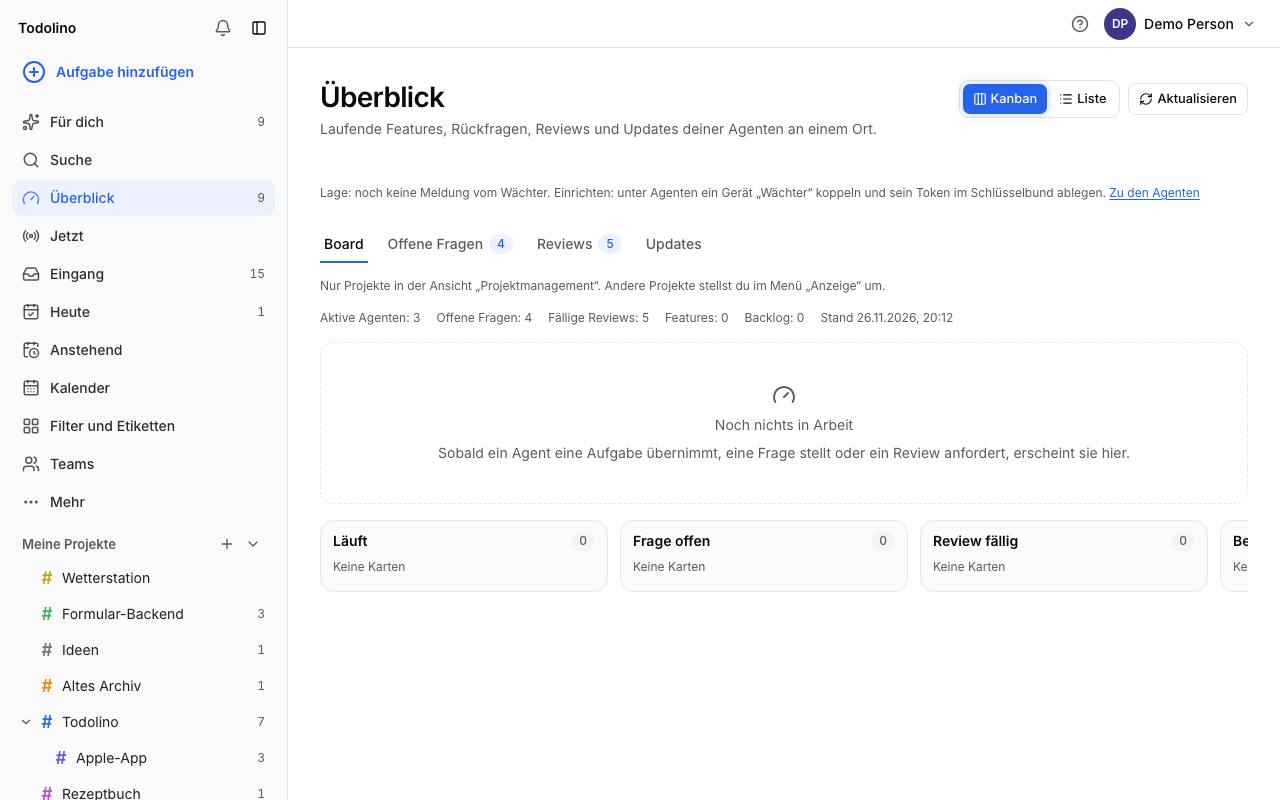 Todolino
DP
Demo Person
Aufgabe hinzufügen
Für dich 9
Suche
Überblick 9
Jetzt
Eingang 15
Heute 1
Anstehend
Kalender
Filter und Etiketten
Teams
Mehr
Meine Projekte
# Wetterstation
# Formular-Backend 3
# Ideen 1
# Altes Archiv 1
# Todolino 7
# Apple-App 3
# Rezeptbuch 1
Überblick
Kanban
Liste
Aktualisieren
Laufende Features, Rückfragen, Reviews und Updates deiner Agenten an einem Ort.
Lage: noch keine Meldung vom Wächter. Einrichten: unter Agenten ein Gerät „Wächter“ koppeln und sein Token im Schlüsselbund ablegen. Zu den Agenten
Board Offene Fragen 4 Reviews 5 Updates
Nur Projekte in der Ansicht „Projektmanagement“. Andere Projekte stellst du im Menü „Anzeige“ um.
Aktive Agenten: 3 Offene Fragen: 4 Fällige Reviews: 5 Features: 0 Backlog: 0 Stand 26.11.2026, 20:12
Noch nichts in Arbeit
Sobald ein Agent eine Aufgabe übernimmt, eine Frage stellt oder ein Review anfordert, erscheint sie hier.
Läuft 0
Keine Karten
Frage offen 0
Keine Karten
Review fällig 0
Keine Karten
Be
Ke